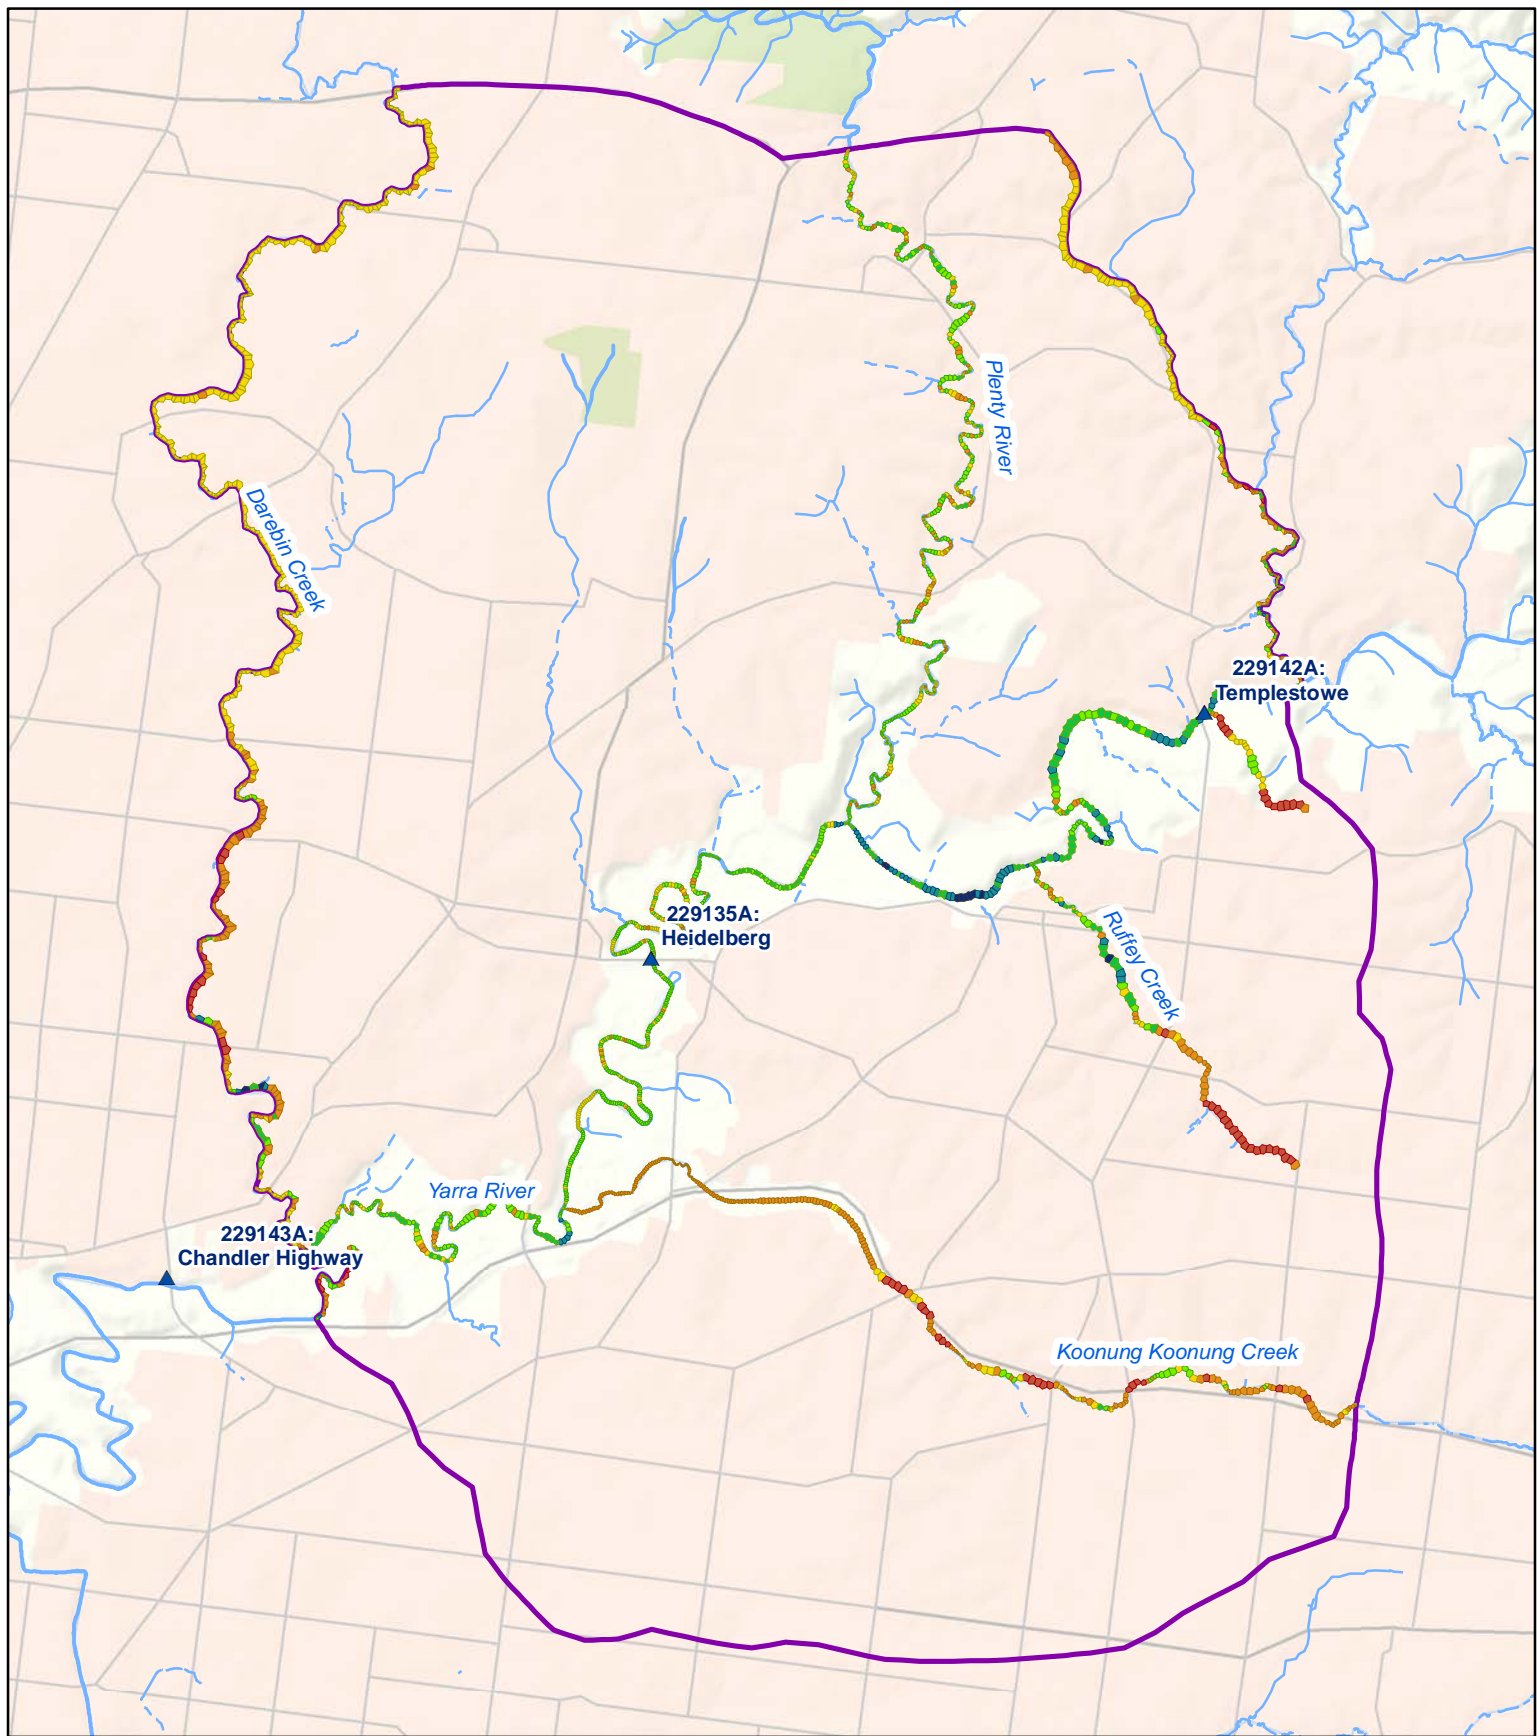 Plenty River
Darebin Creek
229142A:
Templestowe
229135A:
Heidelberg
Ruffey Creek
Yarra River
229143A:
Chandler Highway
Koonung Koonung Creek